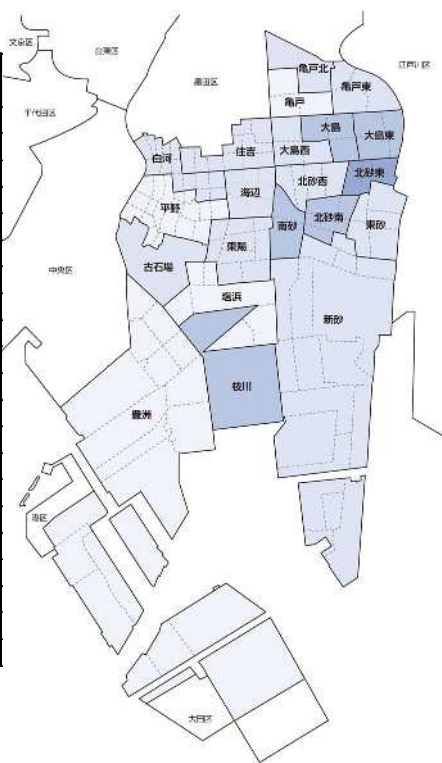 文京区
台東区
墨田区
江戸川区
千代田区
中央区
港区
大田区
亀戸北
亀戸東
亀戸
大島
大島東
大島西
白河
住吉
北砂東
北砂西
平野
海辺
北砂南
南砂
東砂
東陽
古石場
塩浜
新砂
枝川
豊洲